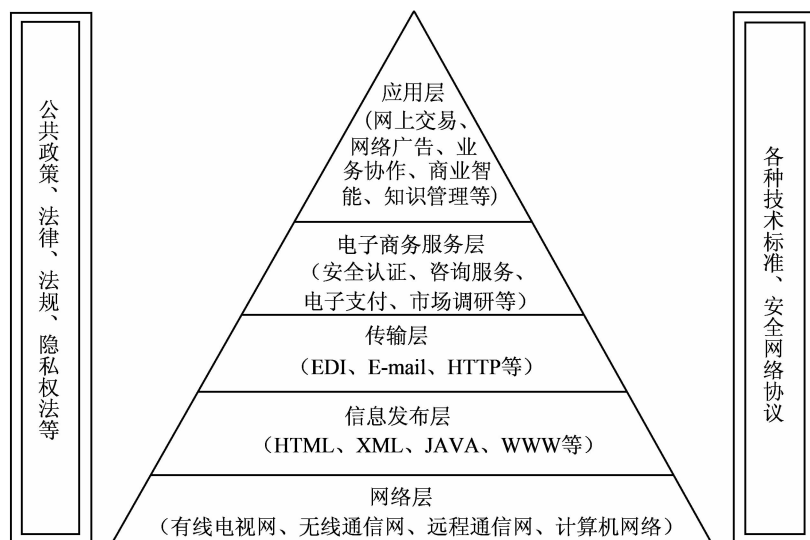 公共政策、法律、法规、隐私权法等
应用层
(网上交易、
网络广告、业
务协作、商业智
能、知识管理等)
电子商务服务层
（安全认证、咨询服务、
电子支付、市场调研等）
传输层
（EDI、E-mail、HTTP等）
信息发布层
（HTML、XML、JAVA、WWW等）
网络层
（有线电视网、无线通信网、远程通信网、计算机网络）
各种技术标准、安全网络协议